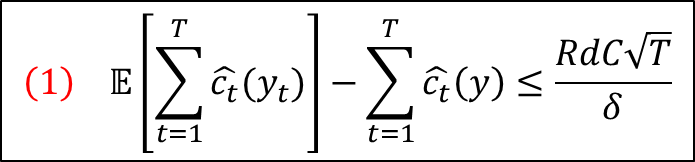 (1) 𝔼[∑_{t=1}^{T} ĉ_t(y_t)] − ∑_{t=1}^{T} ĉ_t(y) ≤ RdC√T / δ